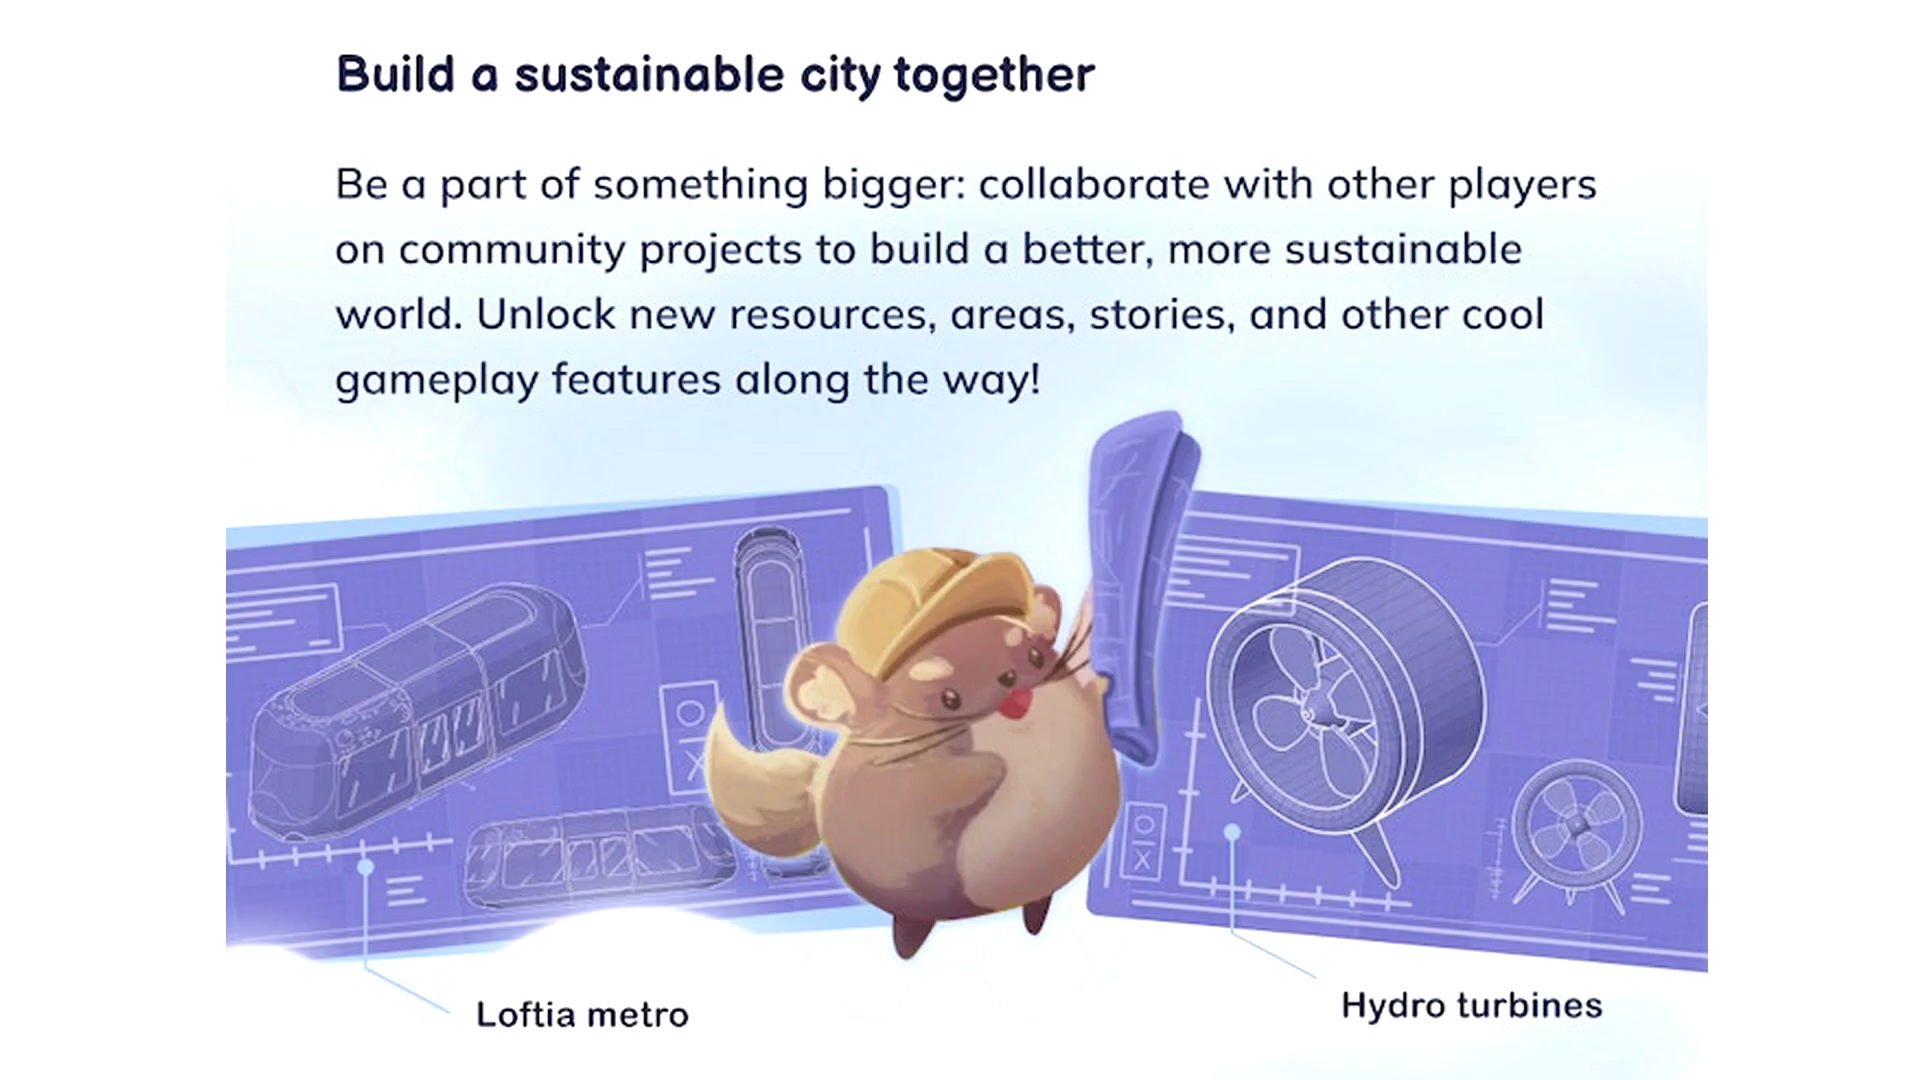 Build a sustainable city together
Be a part of something bigger: collaborate with other players
on community projects to build a better, more sustainable
world. Unlock new resources, areas, stories, and other cool
gameplay features along the way!
O
X
O
X
Loftia metro
Hydro turbines